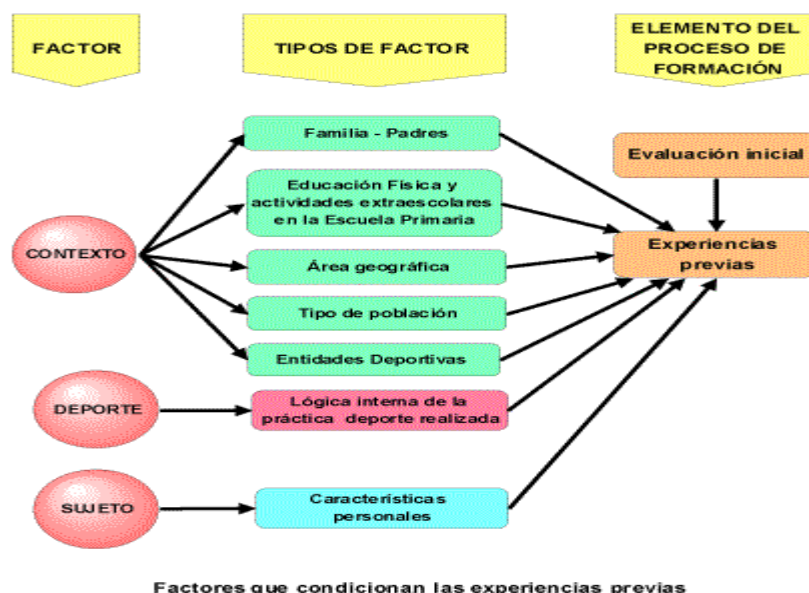 FACTOR
TIPOS DE FACTOR
ELEMENTO DEL
PROCESO DE
FORMACIÓN
Familia - Padres
Evaluación inicial
Educación Física y
actividades extraescolares
en la Escuela Primaria
CONTEXTO
Experiencias
previas
Área geográfica
Tipo de población
Entidades Deportivas
DEPORTE
Lógica interna de la
práctica deporte realizada
SUJETO
Características
personales
Factores que condicionan las experiencias previas